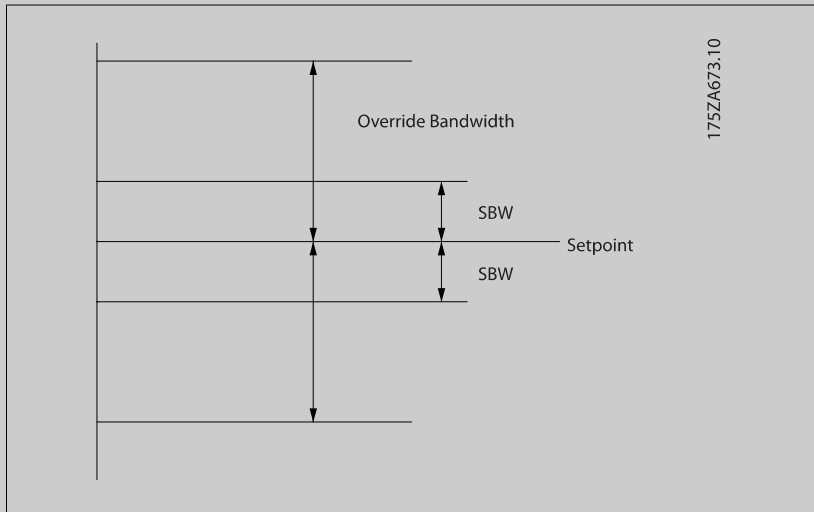 175ZA673.10
Override Bandwidth
SBW
Setpoint
SBW